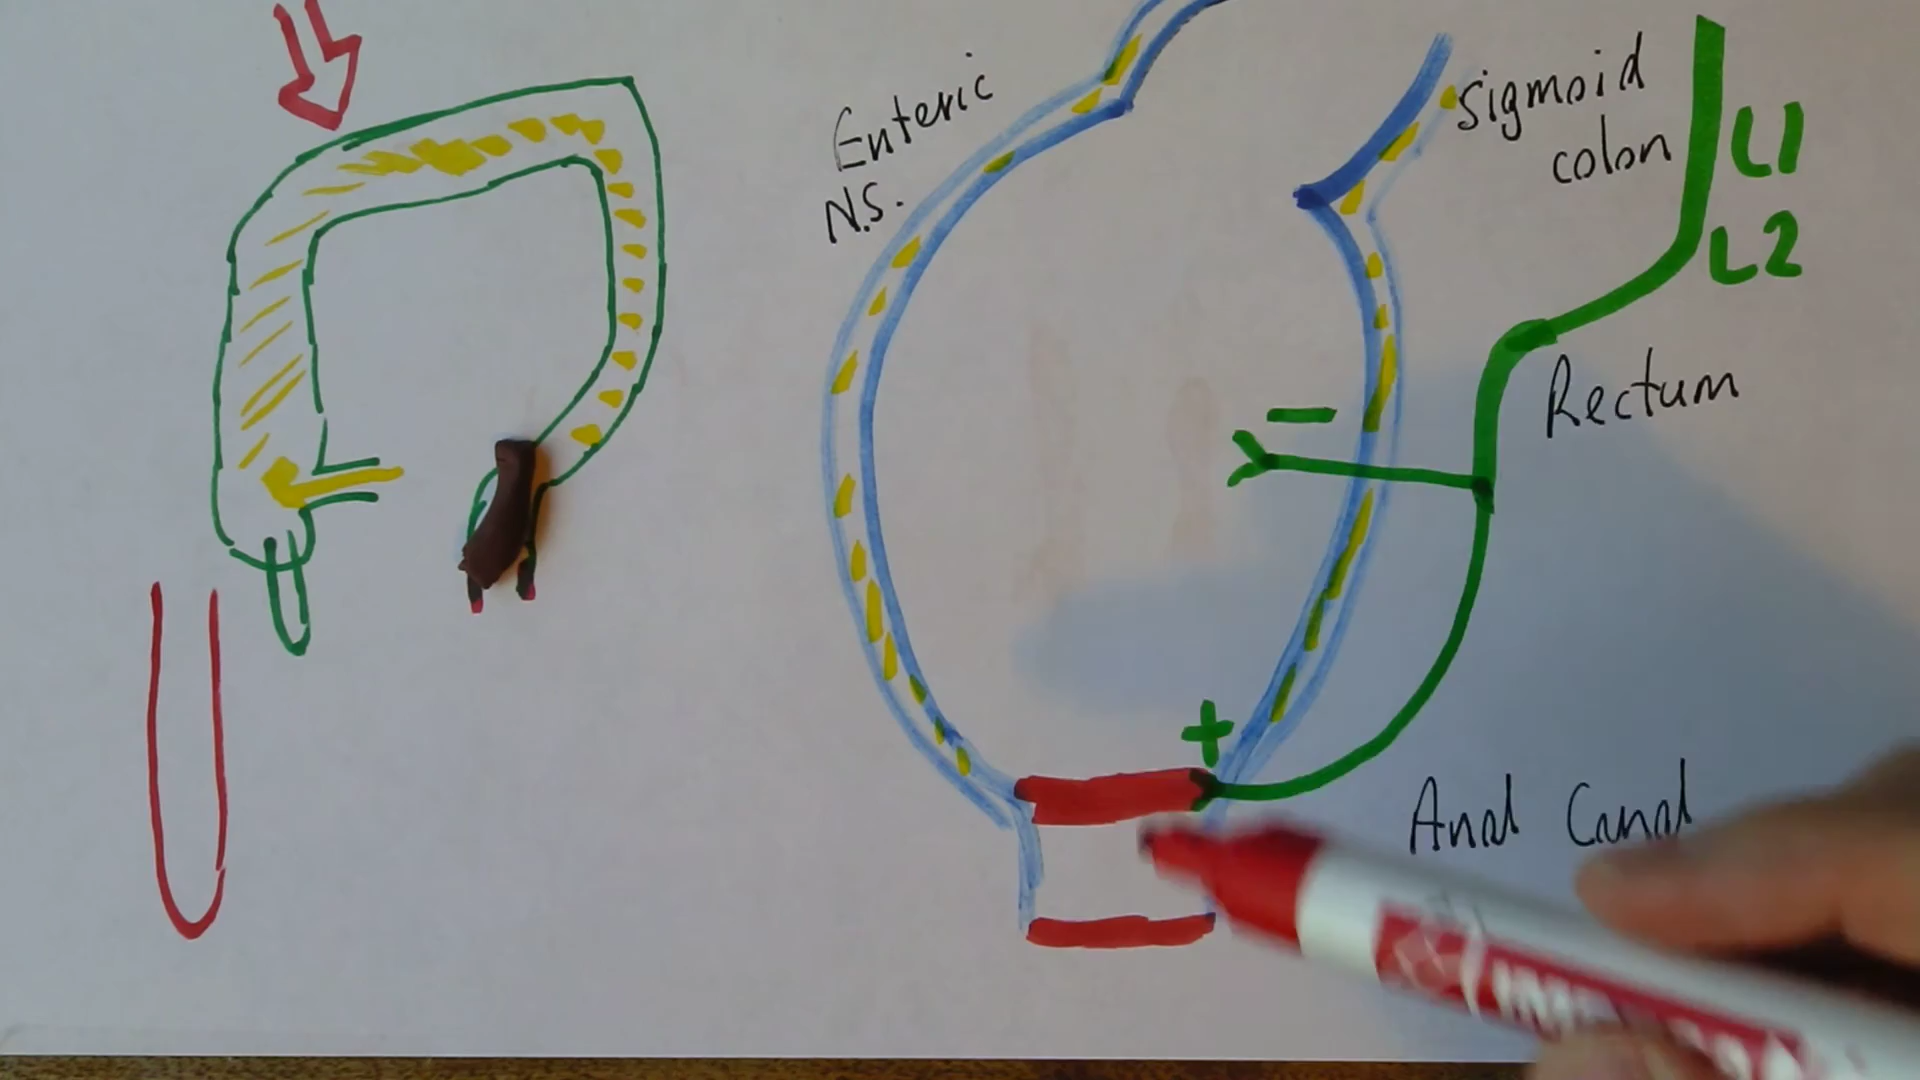 Enteric
N.S.
Sigmoid
colon
L1
L2
Rectum
−
+
Anal Canal